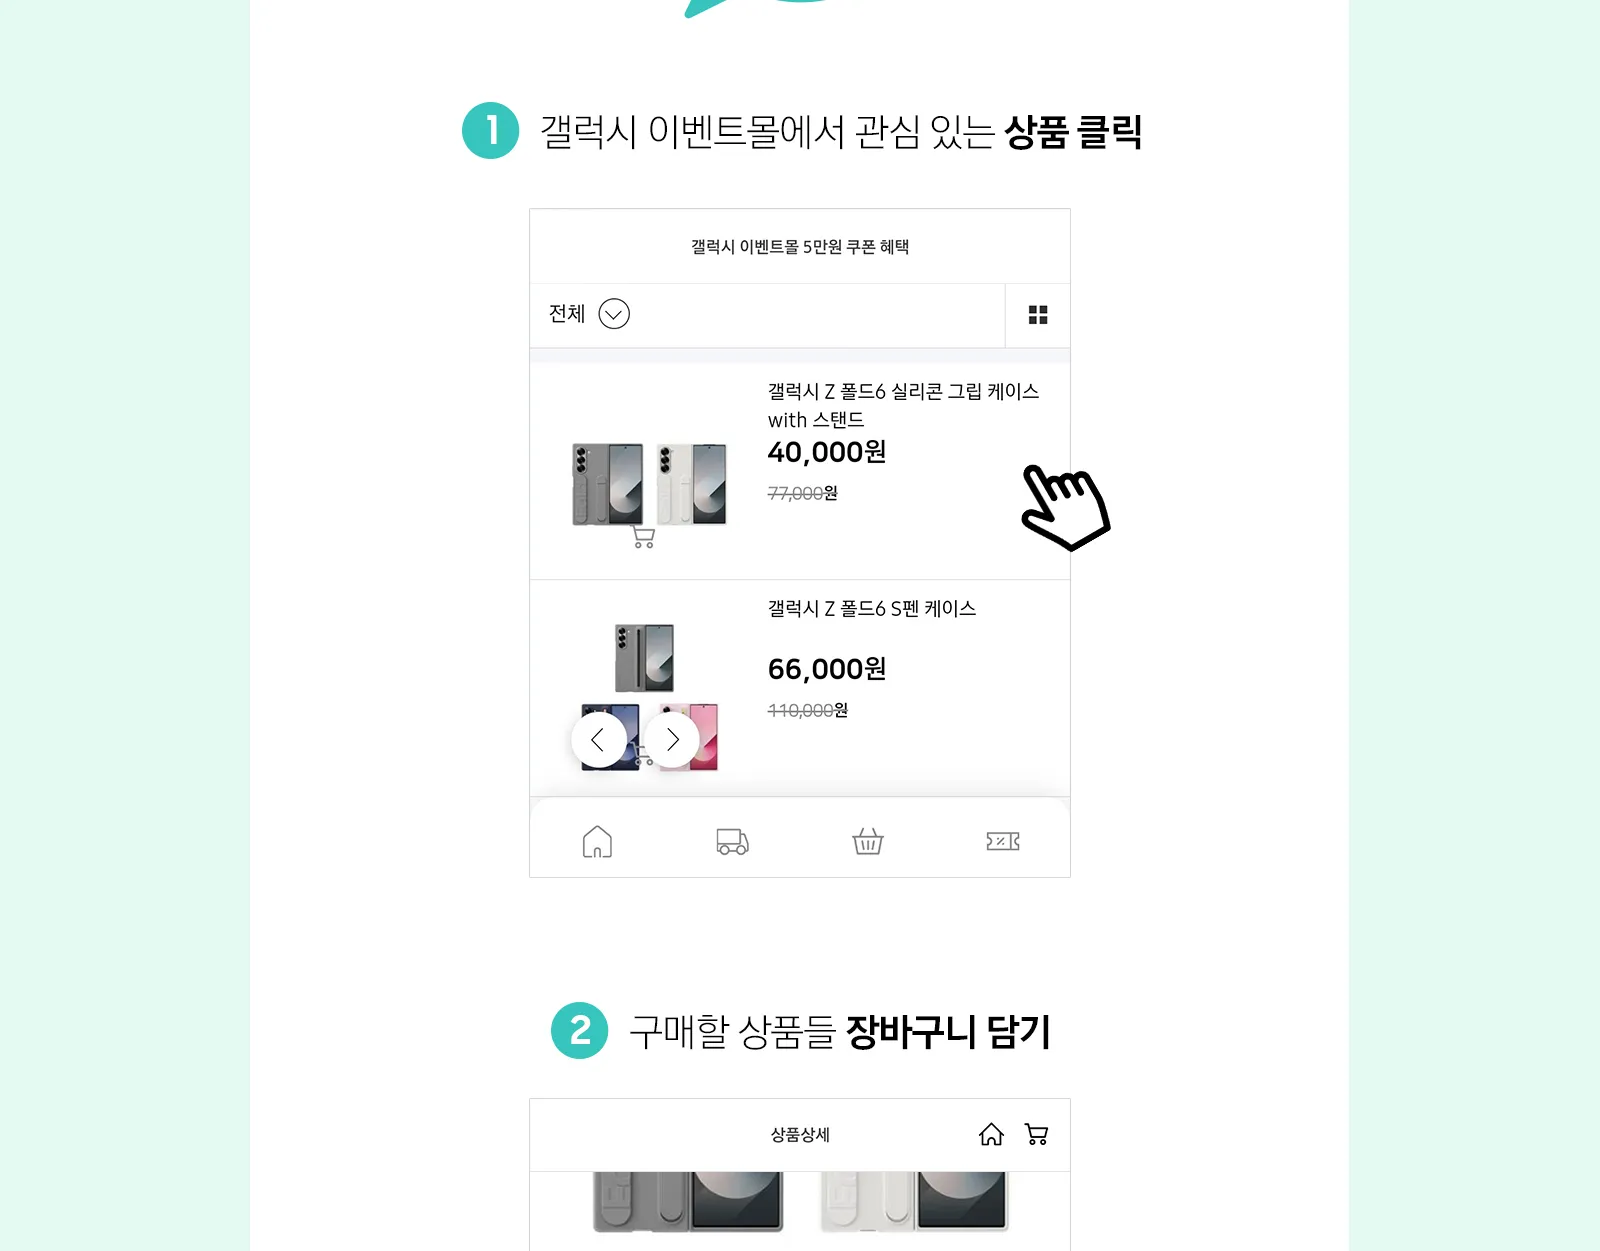 1 갤럭시 이벤트몰에서 관심 있는 상품 클릭
갤럭시 이벤트몰 5만원 쿠폰 혜택
전체
갤럭시 Z 폴드6 실리콘 그립 케이스
with 스탠드
40,000원
77,000원
갤럭시 Z 폴드6 S펜 케이스
66,000원
110,000원
2 구매할 상품들 장바구니 담기
상품상세